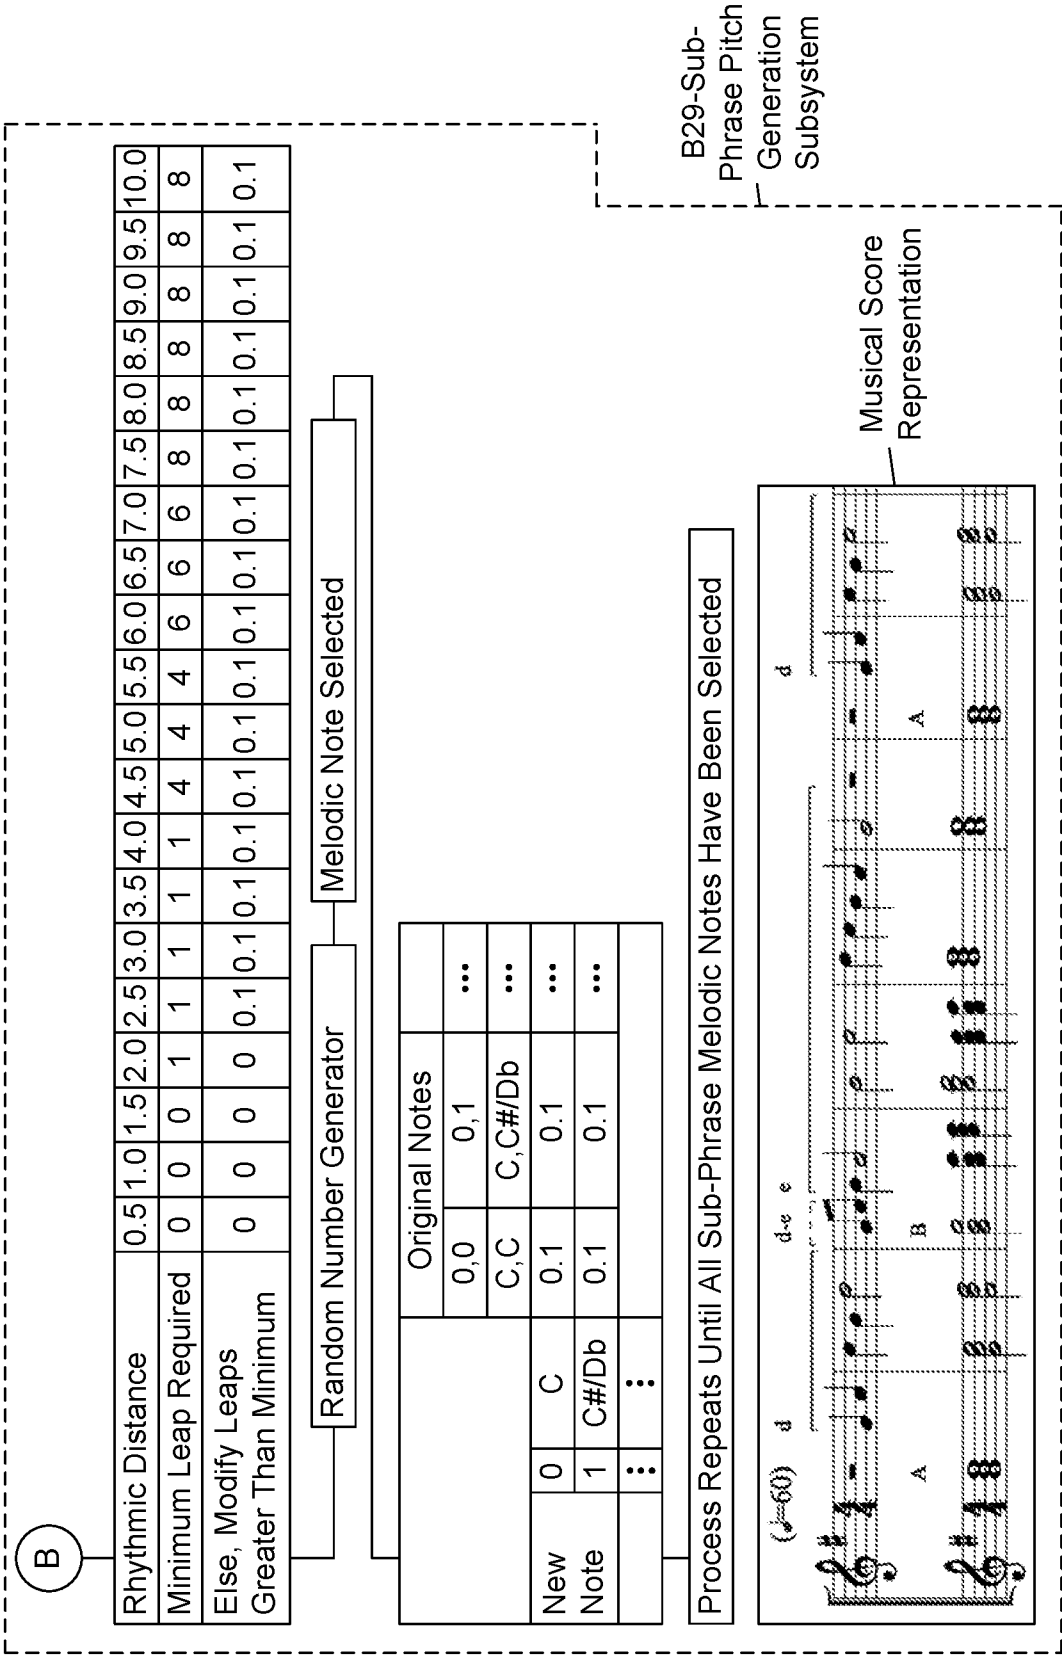 B
Rhythmic Distance 0.5 1.0 1.5 2.0 2.5 3.0 3.5 4.0 4.5 5.0 5.5 6.0 6.5 7.0 7.5 8.0 8.5 9.0 9.5 10.0
Minimum Leap Required 0 0 0 1 1 1 1 1 4 4 4 6 6 6 8 8 8 8 8 8
Else, Modify Leaps
Greater Than Minimum 0 0 0 0 0.1 0.1 0.1 0.1 0.1 0.1 0.1 0.1 0.1 0.1 0.1 0.1 0.1 0.1 0.1 0.1
Random Number Generator
Melodic Note Selected
Original Notes
0,0 0,1 ...
C,C C,C#/Db ...
New
Note
0 C 0.1 0.1 ...
1 C#/Db 0.1 0.1 ...
Process Repeats Until All Sub-Phrase Melodic Notes Have Been Selected
(♩=60) d d-e e d
4
4
A B A
4
4
Musical Score
Representation
B29-Sub-
Phrase Pitch
Generation
Subsystem